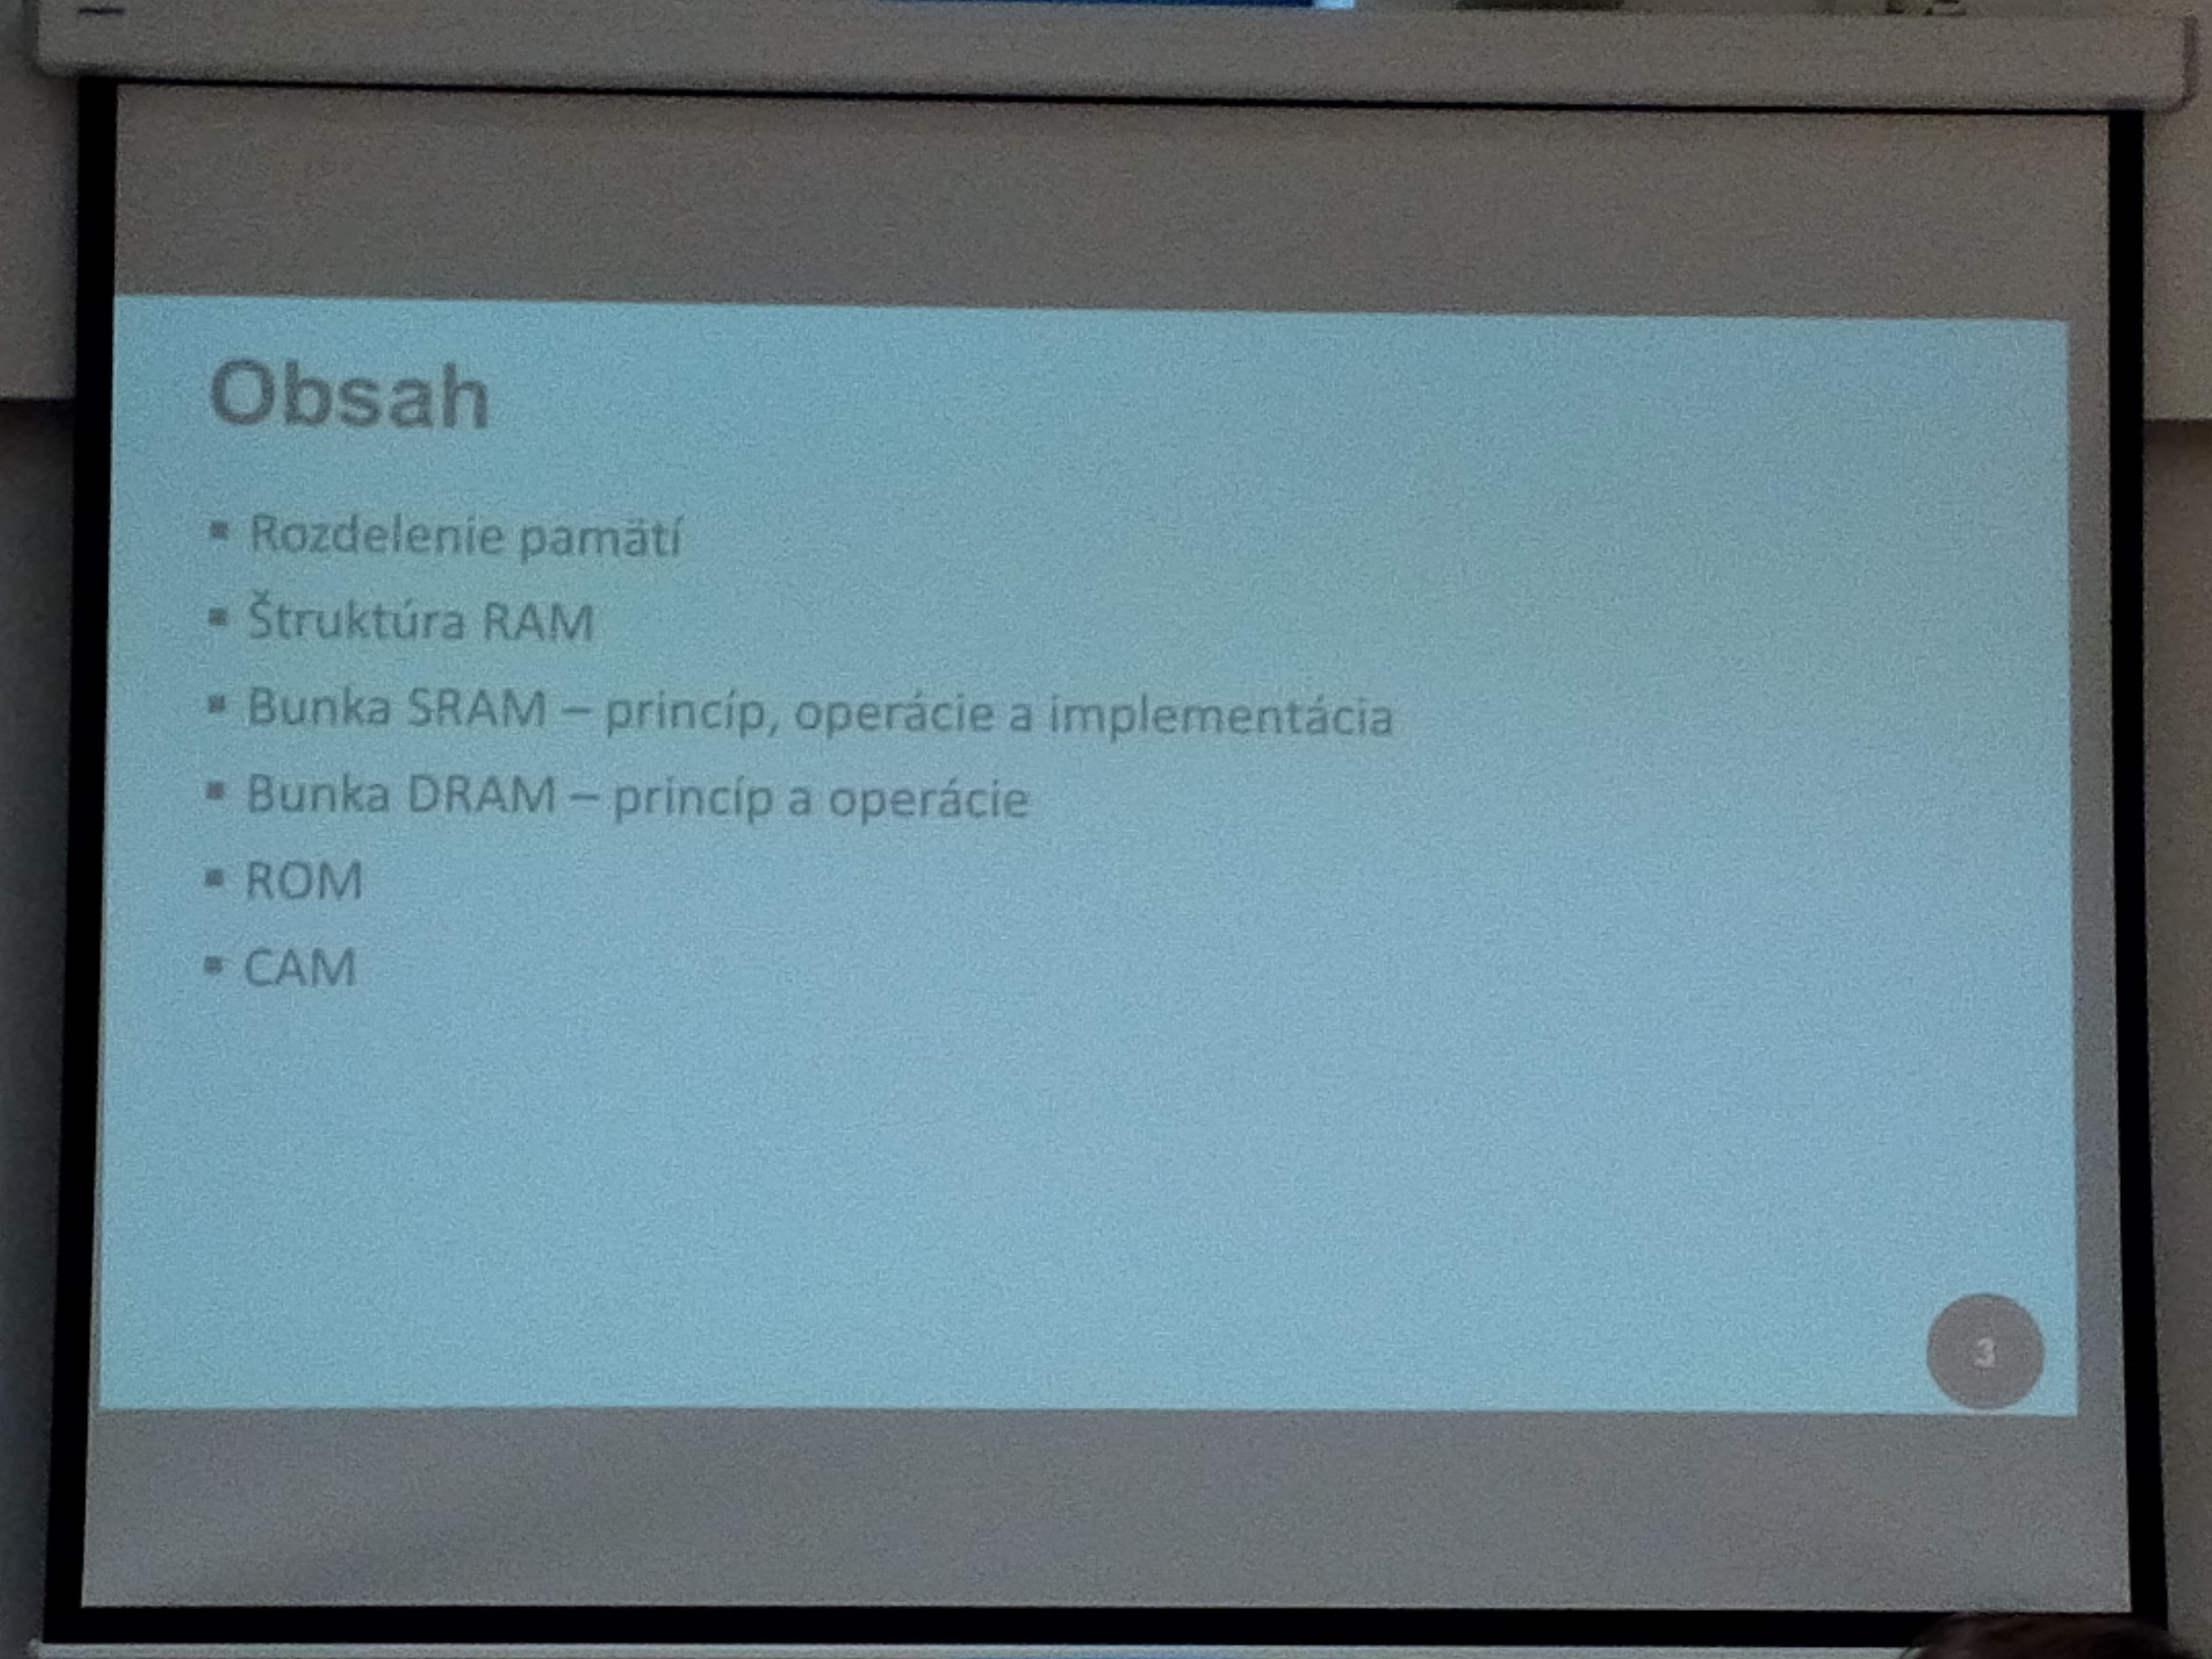 Obsah
▪ Rozdelenie pamätí
▪ Štruktúra RAM
▪ Bunka SRAM – princíp, operácie a implementácia
▪ Bunka DRAM – princíp a operácie
▪ ROM
▪ CAM
3